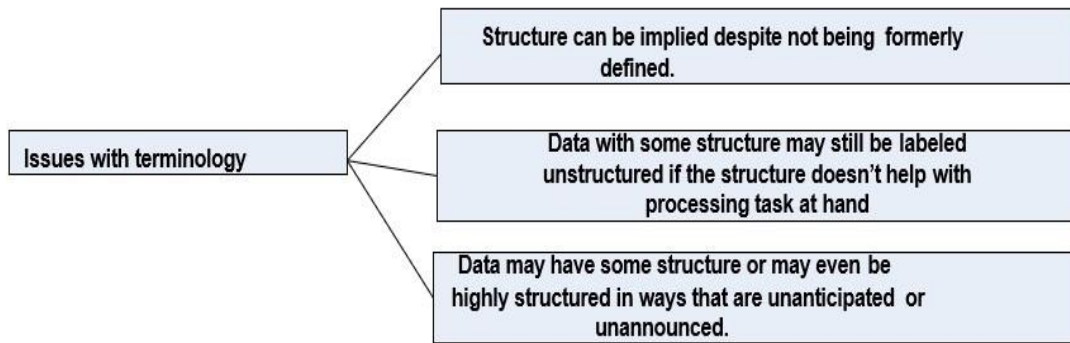 Structure can be implied despite not being formerly
defined.
Issues with terminology
Data with some structure may still be labeled
unstructured if the structure doesn’t help with
processing task at hand
Data may have some structure or may even be
highly structured in ways that are unanticipated or
unannounced.